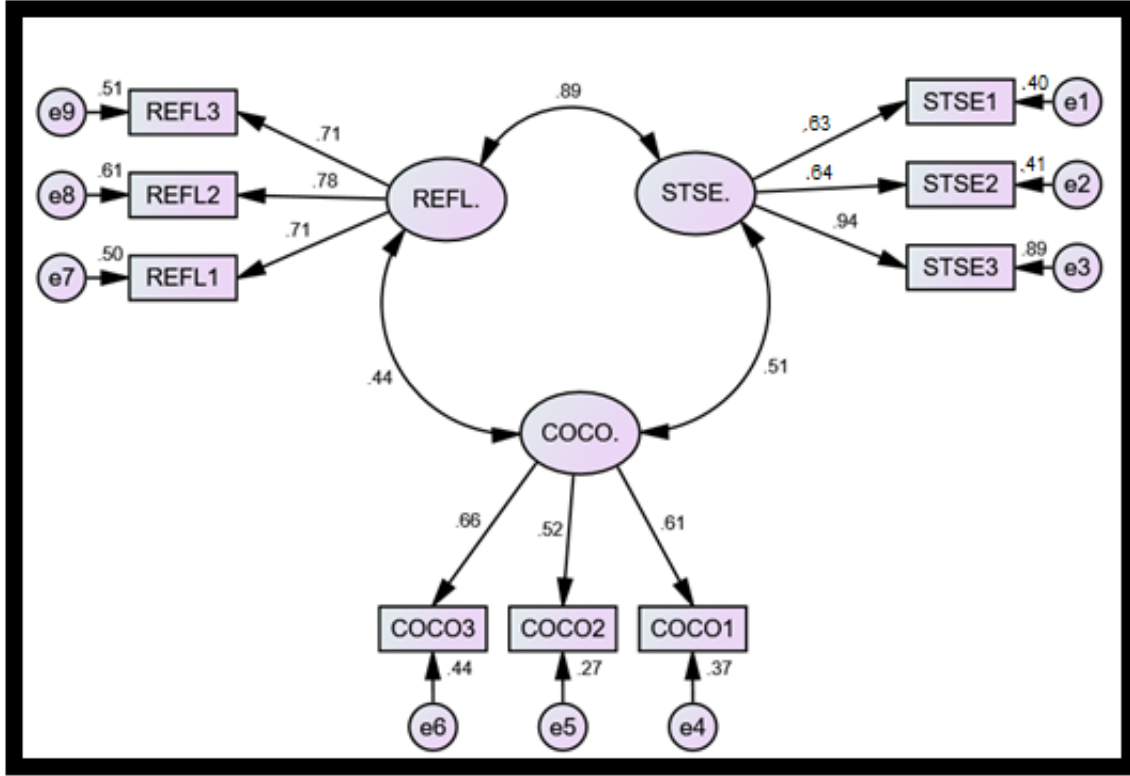 .89
e9 .51 REFL3
.71
e8 .61 REFL2
.78
e7 .50 REFL1
.71
REFL.
STSE.
.63
STSE1 .40 e1
.64
STSE2 .41 e2
.94
STSE3 .89 e3
.44
.51
COCO.
.66
.52
.61
COCO3
COCO2
COCO1
.44
.27
.37
e6
e5
e4